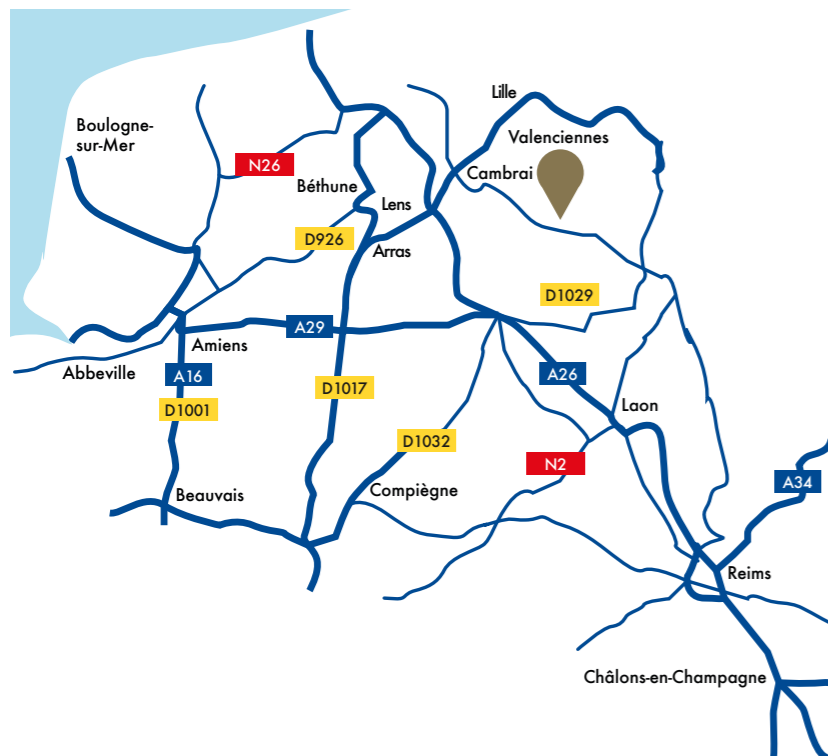 Lille
Boulogne-
sur-Mer
Valenciennes
N26
Cambrai
Béthune
Lens
D926
Arras
D1029
A29
Amiens
Abbeville
A16
A26
D1017
D1001
Laon
D1032
N2
Beauvais
Compiègne
A34
Reims
Châlons-en-Champagne